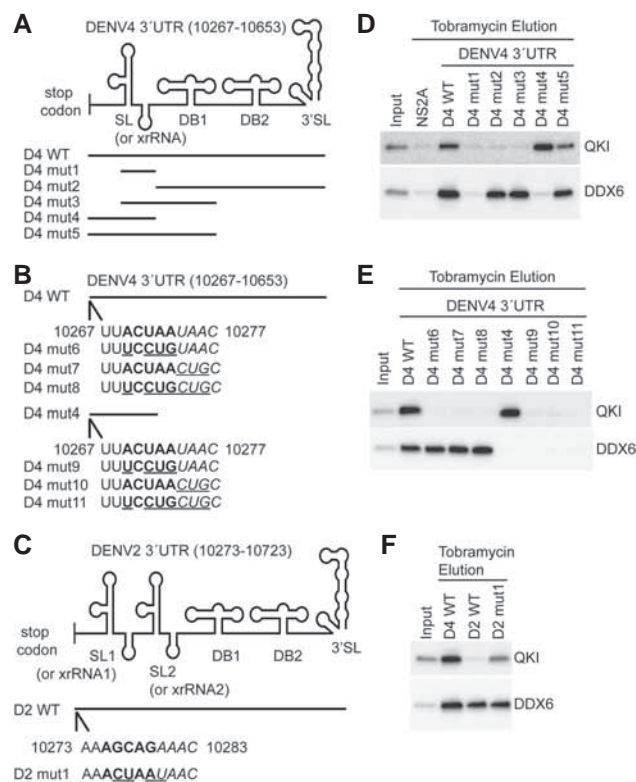 A
DENV4 3´UTR (10267-10653)
stop
codon
SL
(or xrRNA)
DB1
DB2
3'SL
D4 WT
D4 mut1
D4 mut2
D4 mut3
D4 mut4
D4 mut5
B
DENV4 3´UTR (10267-10653)
D4 WT
10267 UUACUAAUAAC 10277
D4 mut6 UUUCCUGUAAC
D4 mut7 UUACUAACUGC
D4 mut8 UUUCCUGCUGC
D4 mut4
10267 UUACUAAUAAC 10277
D4 mut9 UUUCCUGUAAC
D4 mut10 UUACUAACUGC
D4 mut11 UUUCCUGCUGC
C
DENV2 3´UTR (10273-10723)
stop
codon
SL1
(or xrRNA1)
SL2
(or xrRNA2)
DB1
DB2
3'SL
D2 WT
10273 AAAGCAGAAAC 10283
D2 mut1 AAACUAAUAAC
D
Tobramycin Elution
DENV4 3´UTR
Input
NS2A
D4 WT
D4 mut1
D4 mut2
D4 mut3
D4 mut4
D4 mut5
QKI
DDX6
E
Tobramycin Elution
DENV4 3´UTR
Input
D4 WT
D4 mut6
D4 mut7
D4 mut8
D4 mut4
D4 mut9
D4 mut10
D4 mut11
QKI
DDX6
F
Tobramycin
Elution
Input
D4 WT
D2 WT
D2 mut1
QKI
DDX6